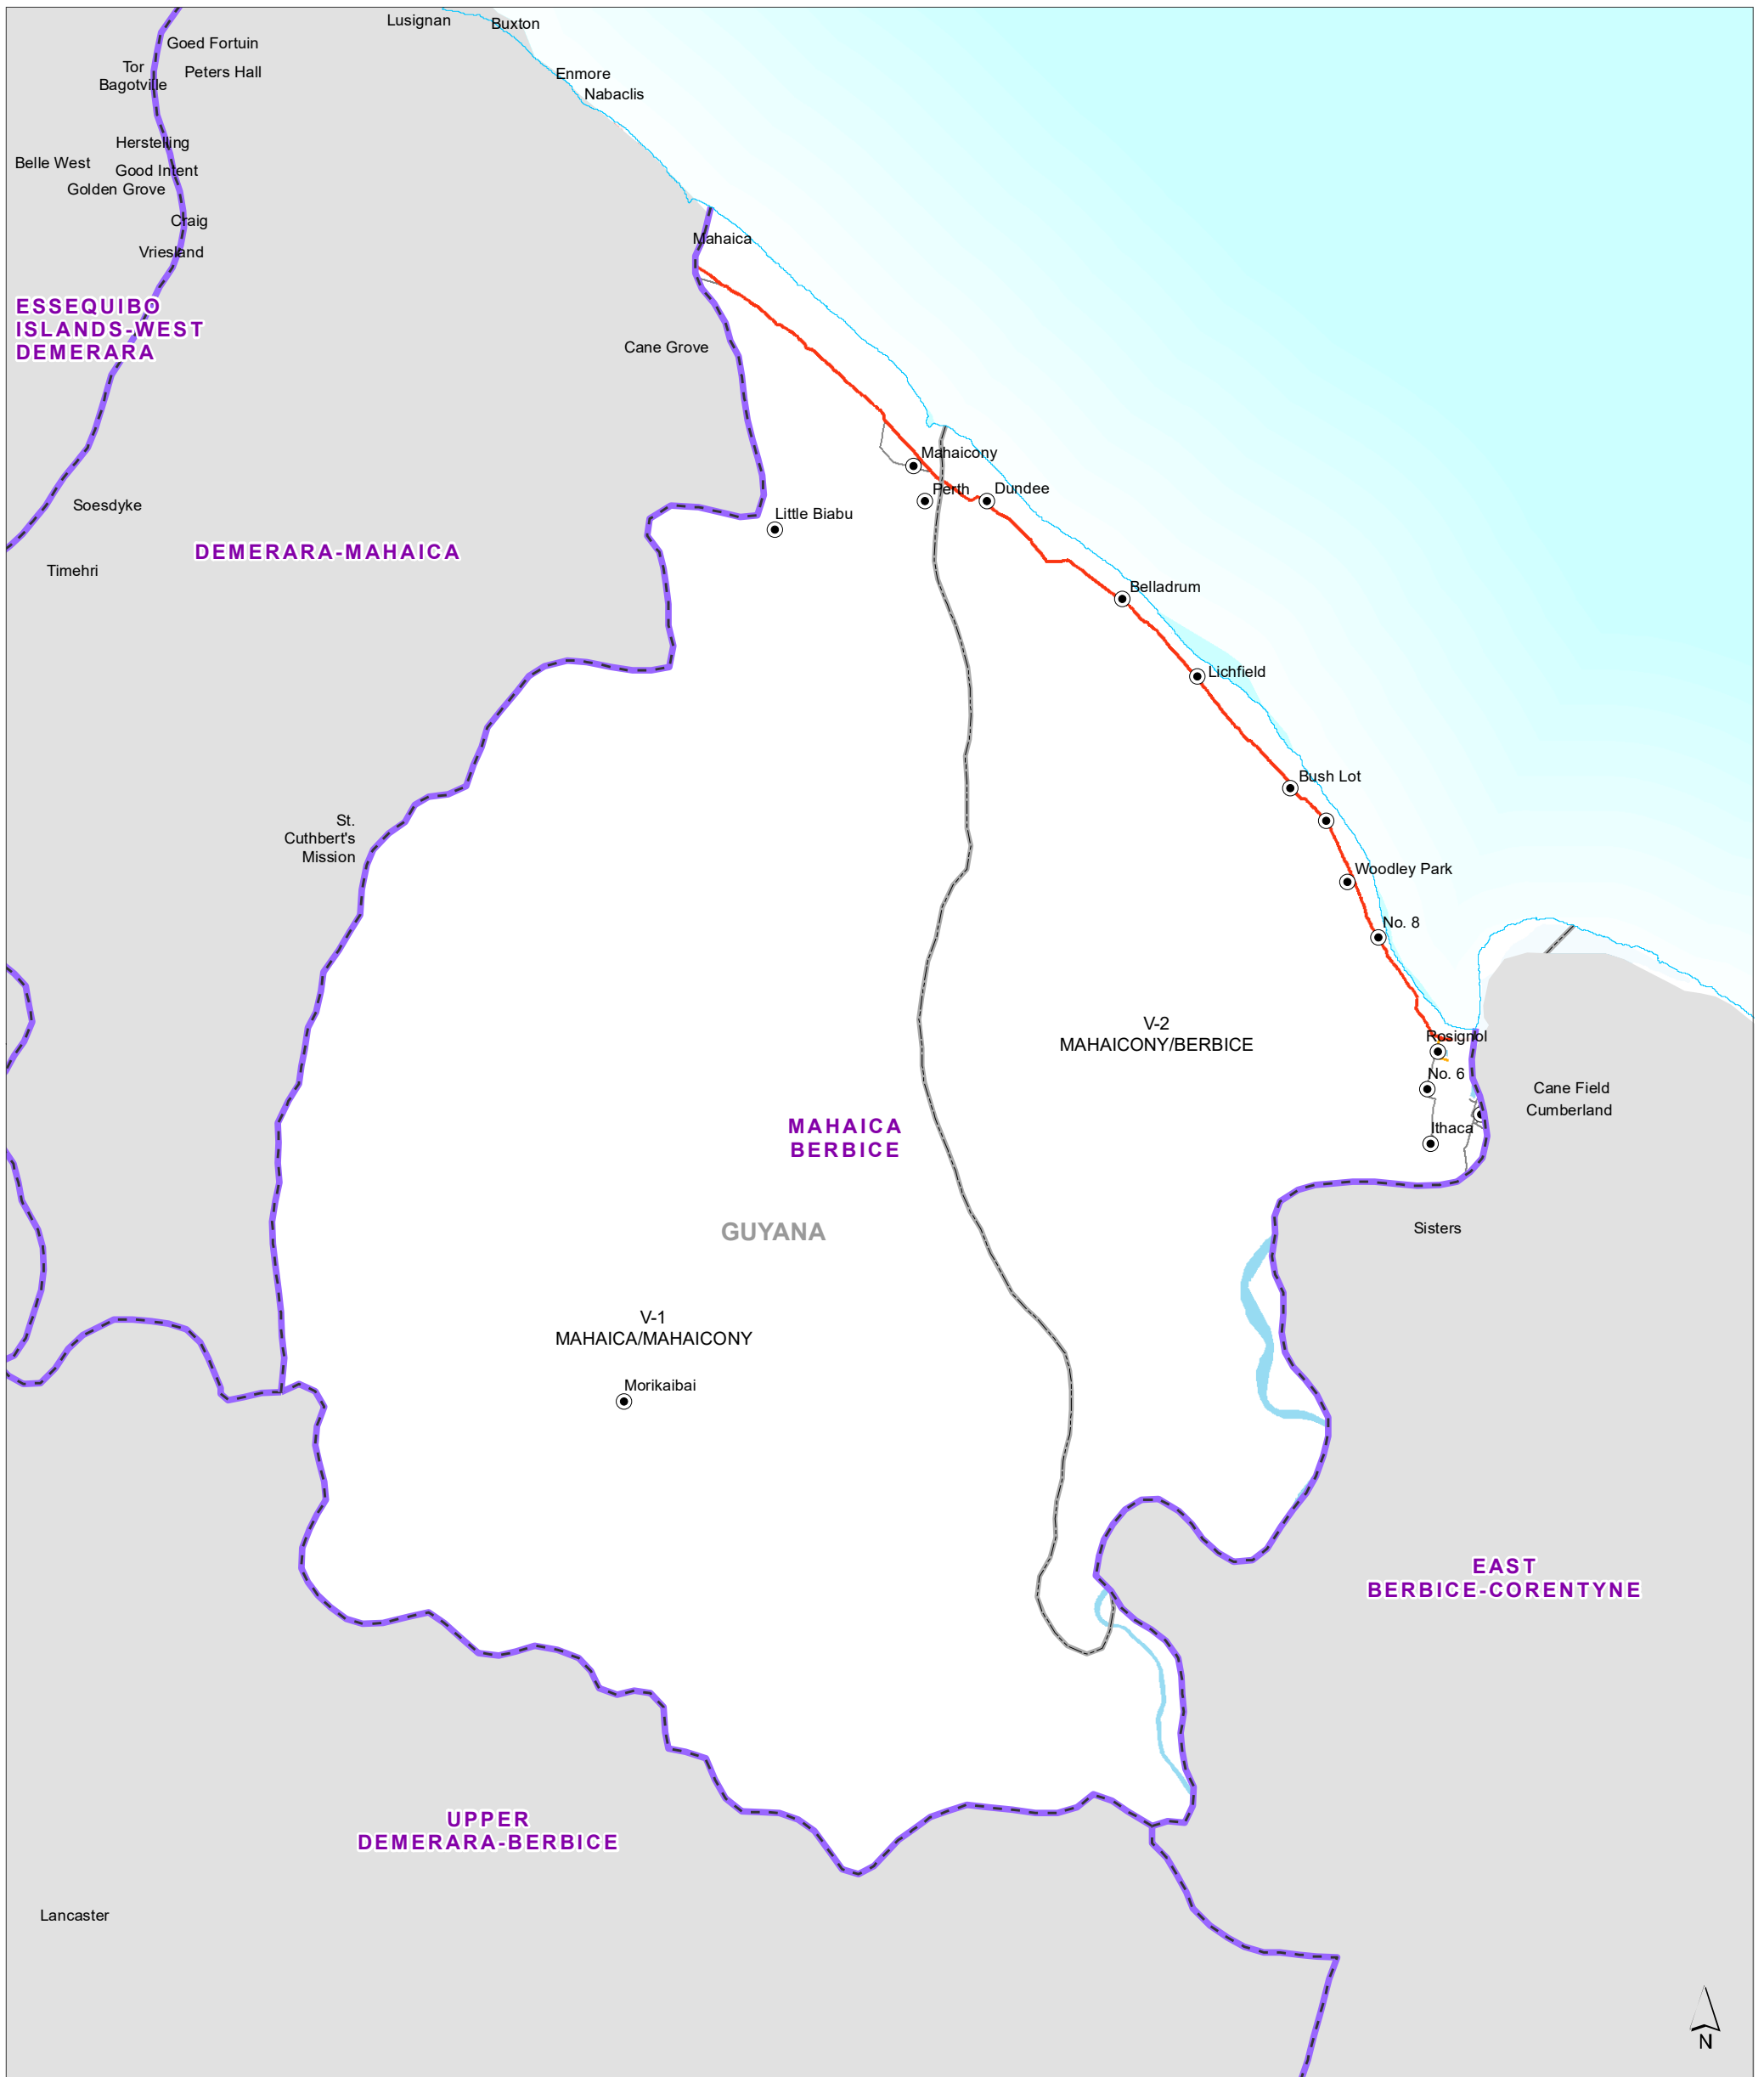 Lusignan
Buxton
Goed Fortuin
Tor
Bagotville
Peters Hall
Enmore
Nabaclis
Herstelling
Belle West
Good Intent
Golden Grove
Craig
Mahaica
Vriesland
ESSEQUIBO
ISLANDS-WEST
DEMERARA
Cane Grove
Mahaicony
Perth
Dundee
Soesdyke
Little Biabu
DEMERARA-MAHAICA
Timehri
Belladrum
Lichfield
Bush Lot
St.
Cuthbert's
Mission
Woodley Park
No. 8
V-2
MAHAICONY/BERBICE
Rosignol
No. 6
Cane Field
Cumberland
MAHAICA
BERBICE
Ithaca
GUYANA
Sisters
V-1
MAHAICA/MAHAICONY
Morikaibai
EAST
BERBICE-CORENTYNE
UPPER
DEMERARA-BERBICE
Lancaster
N